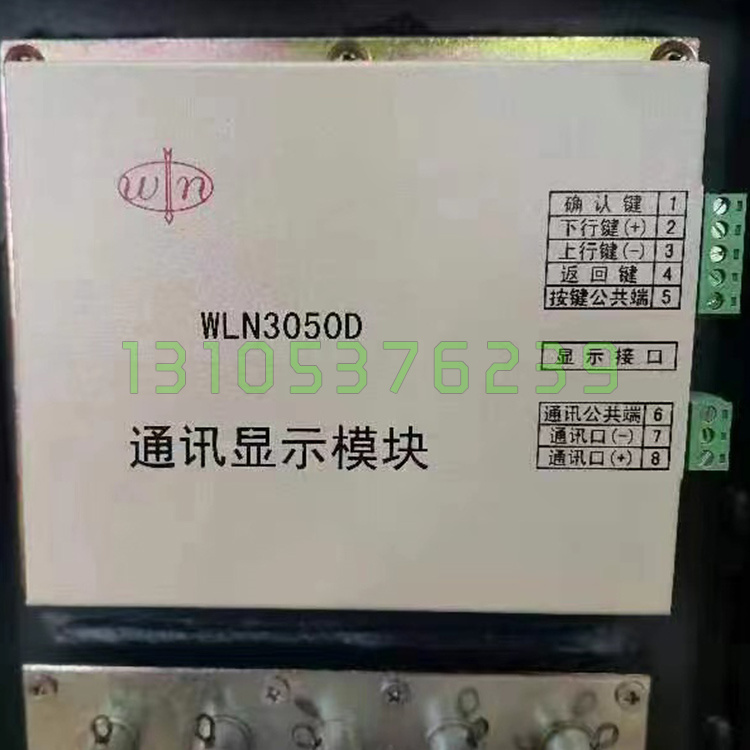 wln
确认键 1
下行键(+) 2
上行键(-) 3
返回键 4
按键公共端 5
WLN3050D
13105376239
显示接口
通讯公共端 6
通讯口(-) 7
通讯口(+) 8
通讯显示模块